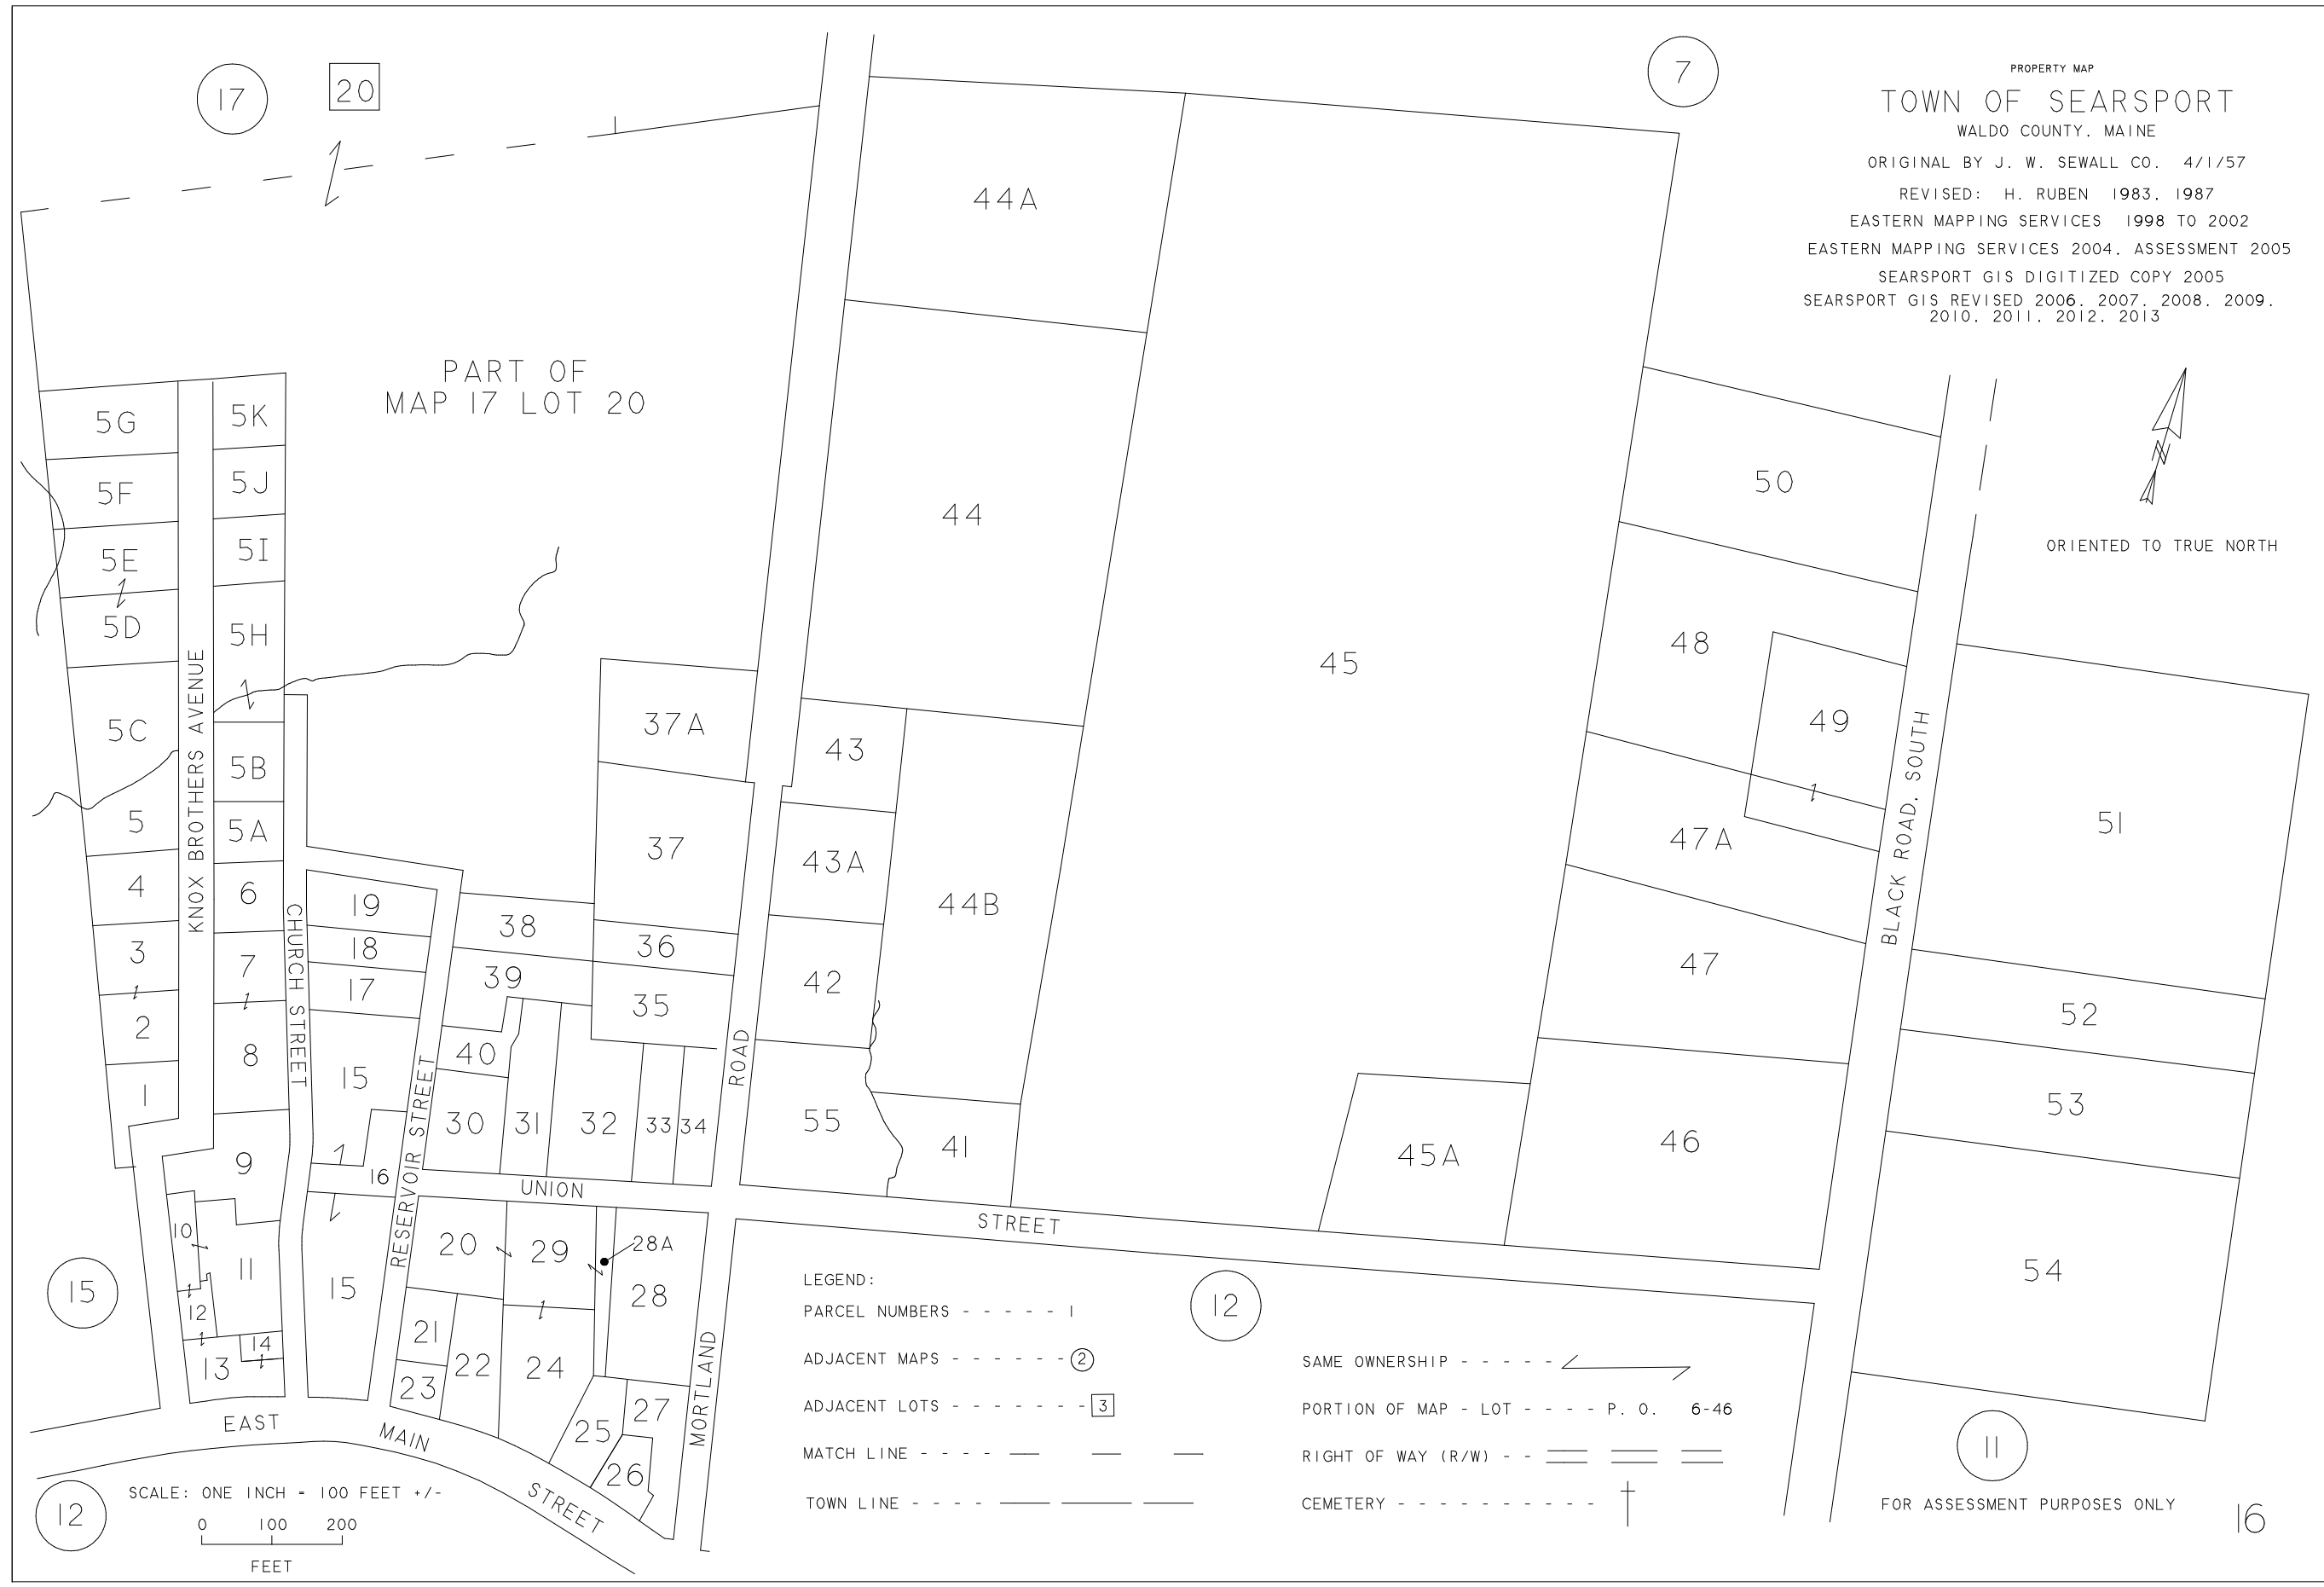 17
20
7
PROPERTY MAP
TOWN OF SEARSPORT
WALDO COUNTY. MAINE
ORIGINAL BY J. W. SEWALL CO. 4/1/57
REVISED: H. RUBEN 1983. 1987
EASTERN MAPPING SERVICES 1998 TO 2002
EASTERN MAPPING SERVICES 2004. ASSESSMENT 2005
SEARSPORT GIS DIGITIZED COPY 2005
SEARSPORT GIS REVISED 2006. 2007. 2008. 2009.
2010. 2011. 2012. 2013
N
ORIENTED TO TRUE NORTH
PART OF
MAP 17 LOT 20
44A
44
45
50
48
49
51
5G
5K
5F
5J
5E
5I
5D
5H
5C
5B
5
5A
4
6
3
7
2
8
1
9
KNOX BROTHERS AVENUE
CHURCH STREET
37A
43
37
43A
44B
47A
BLACK ROAD. SOUTH
19
18
17
38
36
39
35
42
47
52
40
15
RESERVOIR STREET
ROAD
30
31
32
33
34
55
41
45A
46
53
16
UNION
STREET
10
11
12
13
14
15
15
20
29
28A
28
54
21
22
23
24
25
26
27
MORTLAND
EAST
MAIN
STREET
12
SCALE: ONE INCH = 100 FEET +/-
0 100 200
FEET
LEGEND:
PARCEL NUMBERS - - - - - 1
ADJACENT MAPS - - - - - - 2
ADJACENT LOTS - - - - - - - 3
MATCH LINE - - - -
TOWN LINE - - - -
12
SAME OWNERSHIP - - - - -
PORTION OF MAP - LOT - - - - P. O. 6-46
RIGHT OF WAY (R/W) - -
CEMETERY - - - - - - - - - -
11
FOR ASSESSMENT PURPOSES ONLY
16